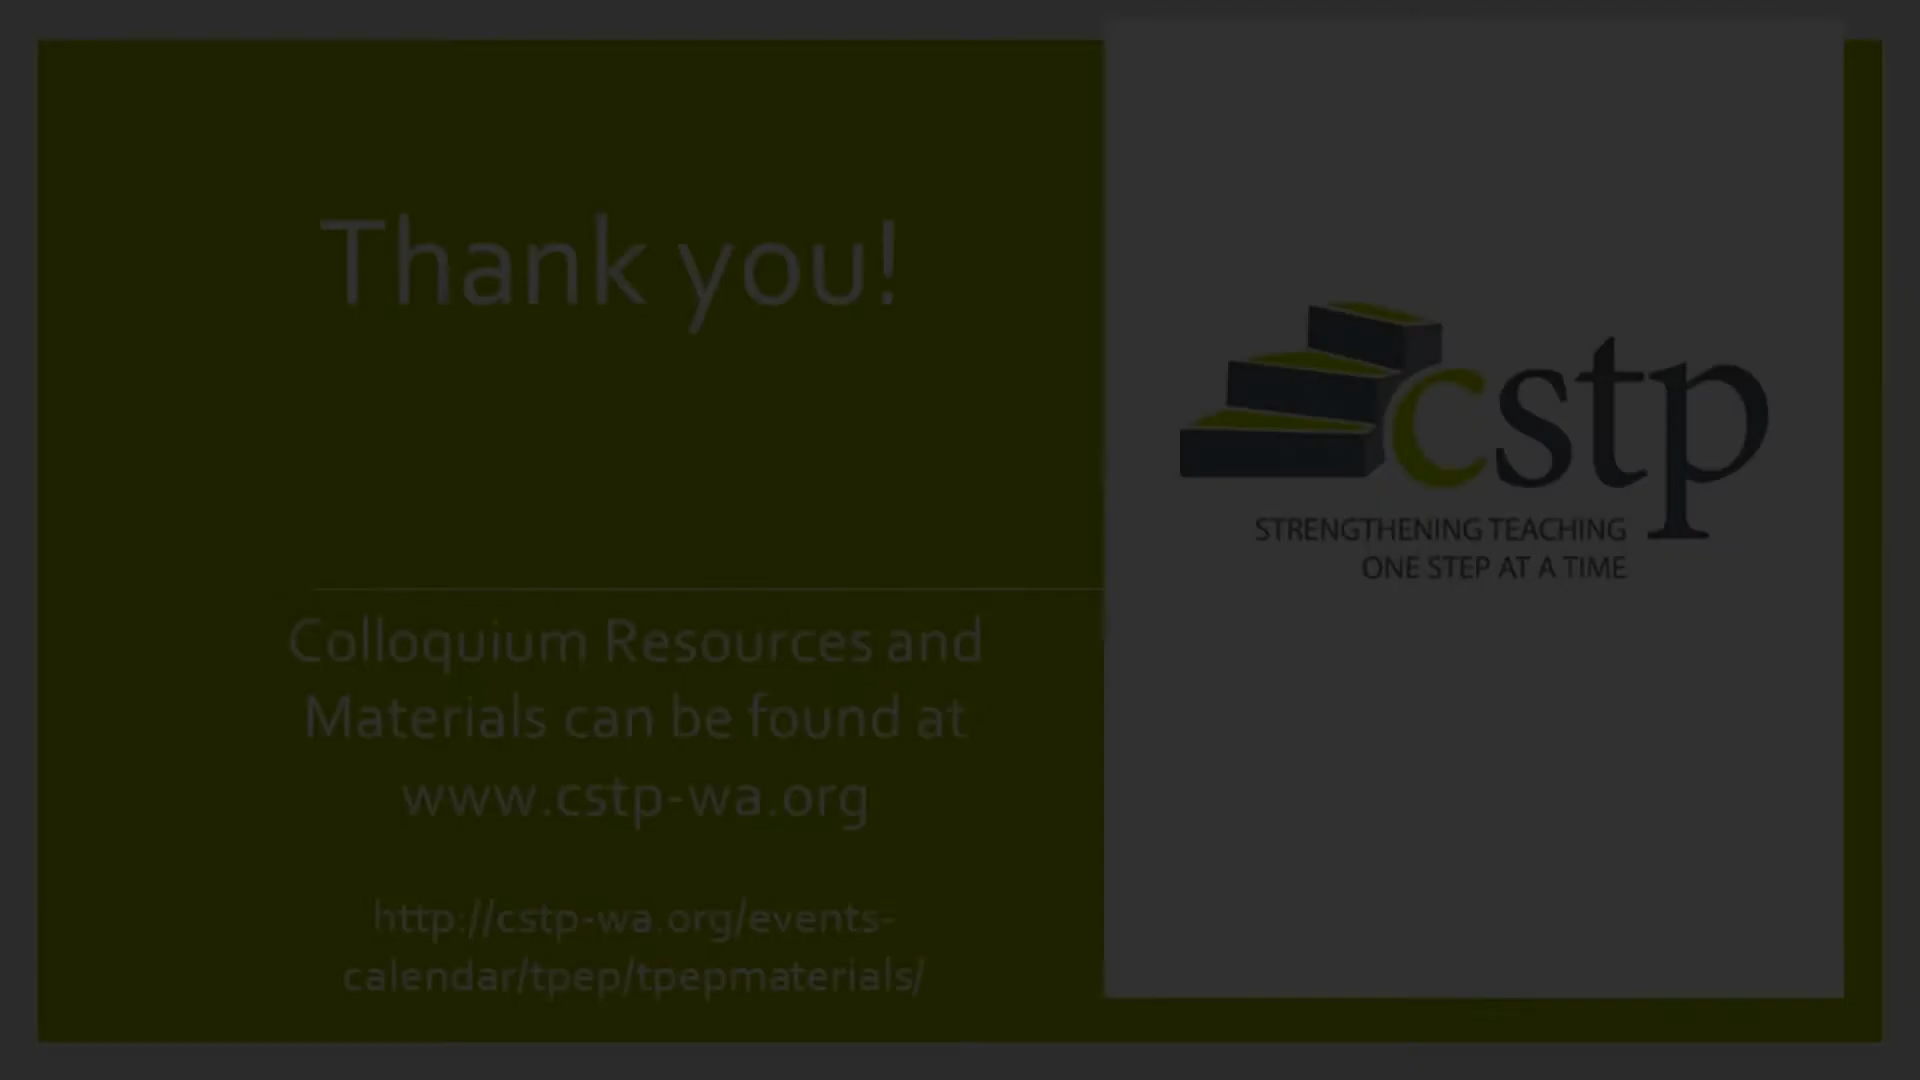 Thank you!
Colloquium Resources and
Materials can be found at
www.cstp-wa.org
http://cstp-wa.org/events-
calendar/tpep/tpepmaterials/
cstp
STRENGTHENING TEACHING
ONE STEP AT A TIME